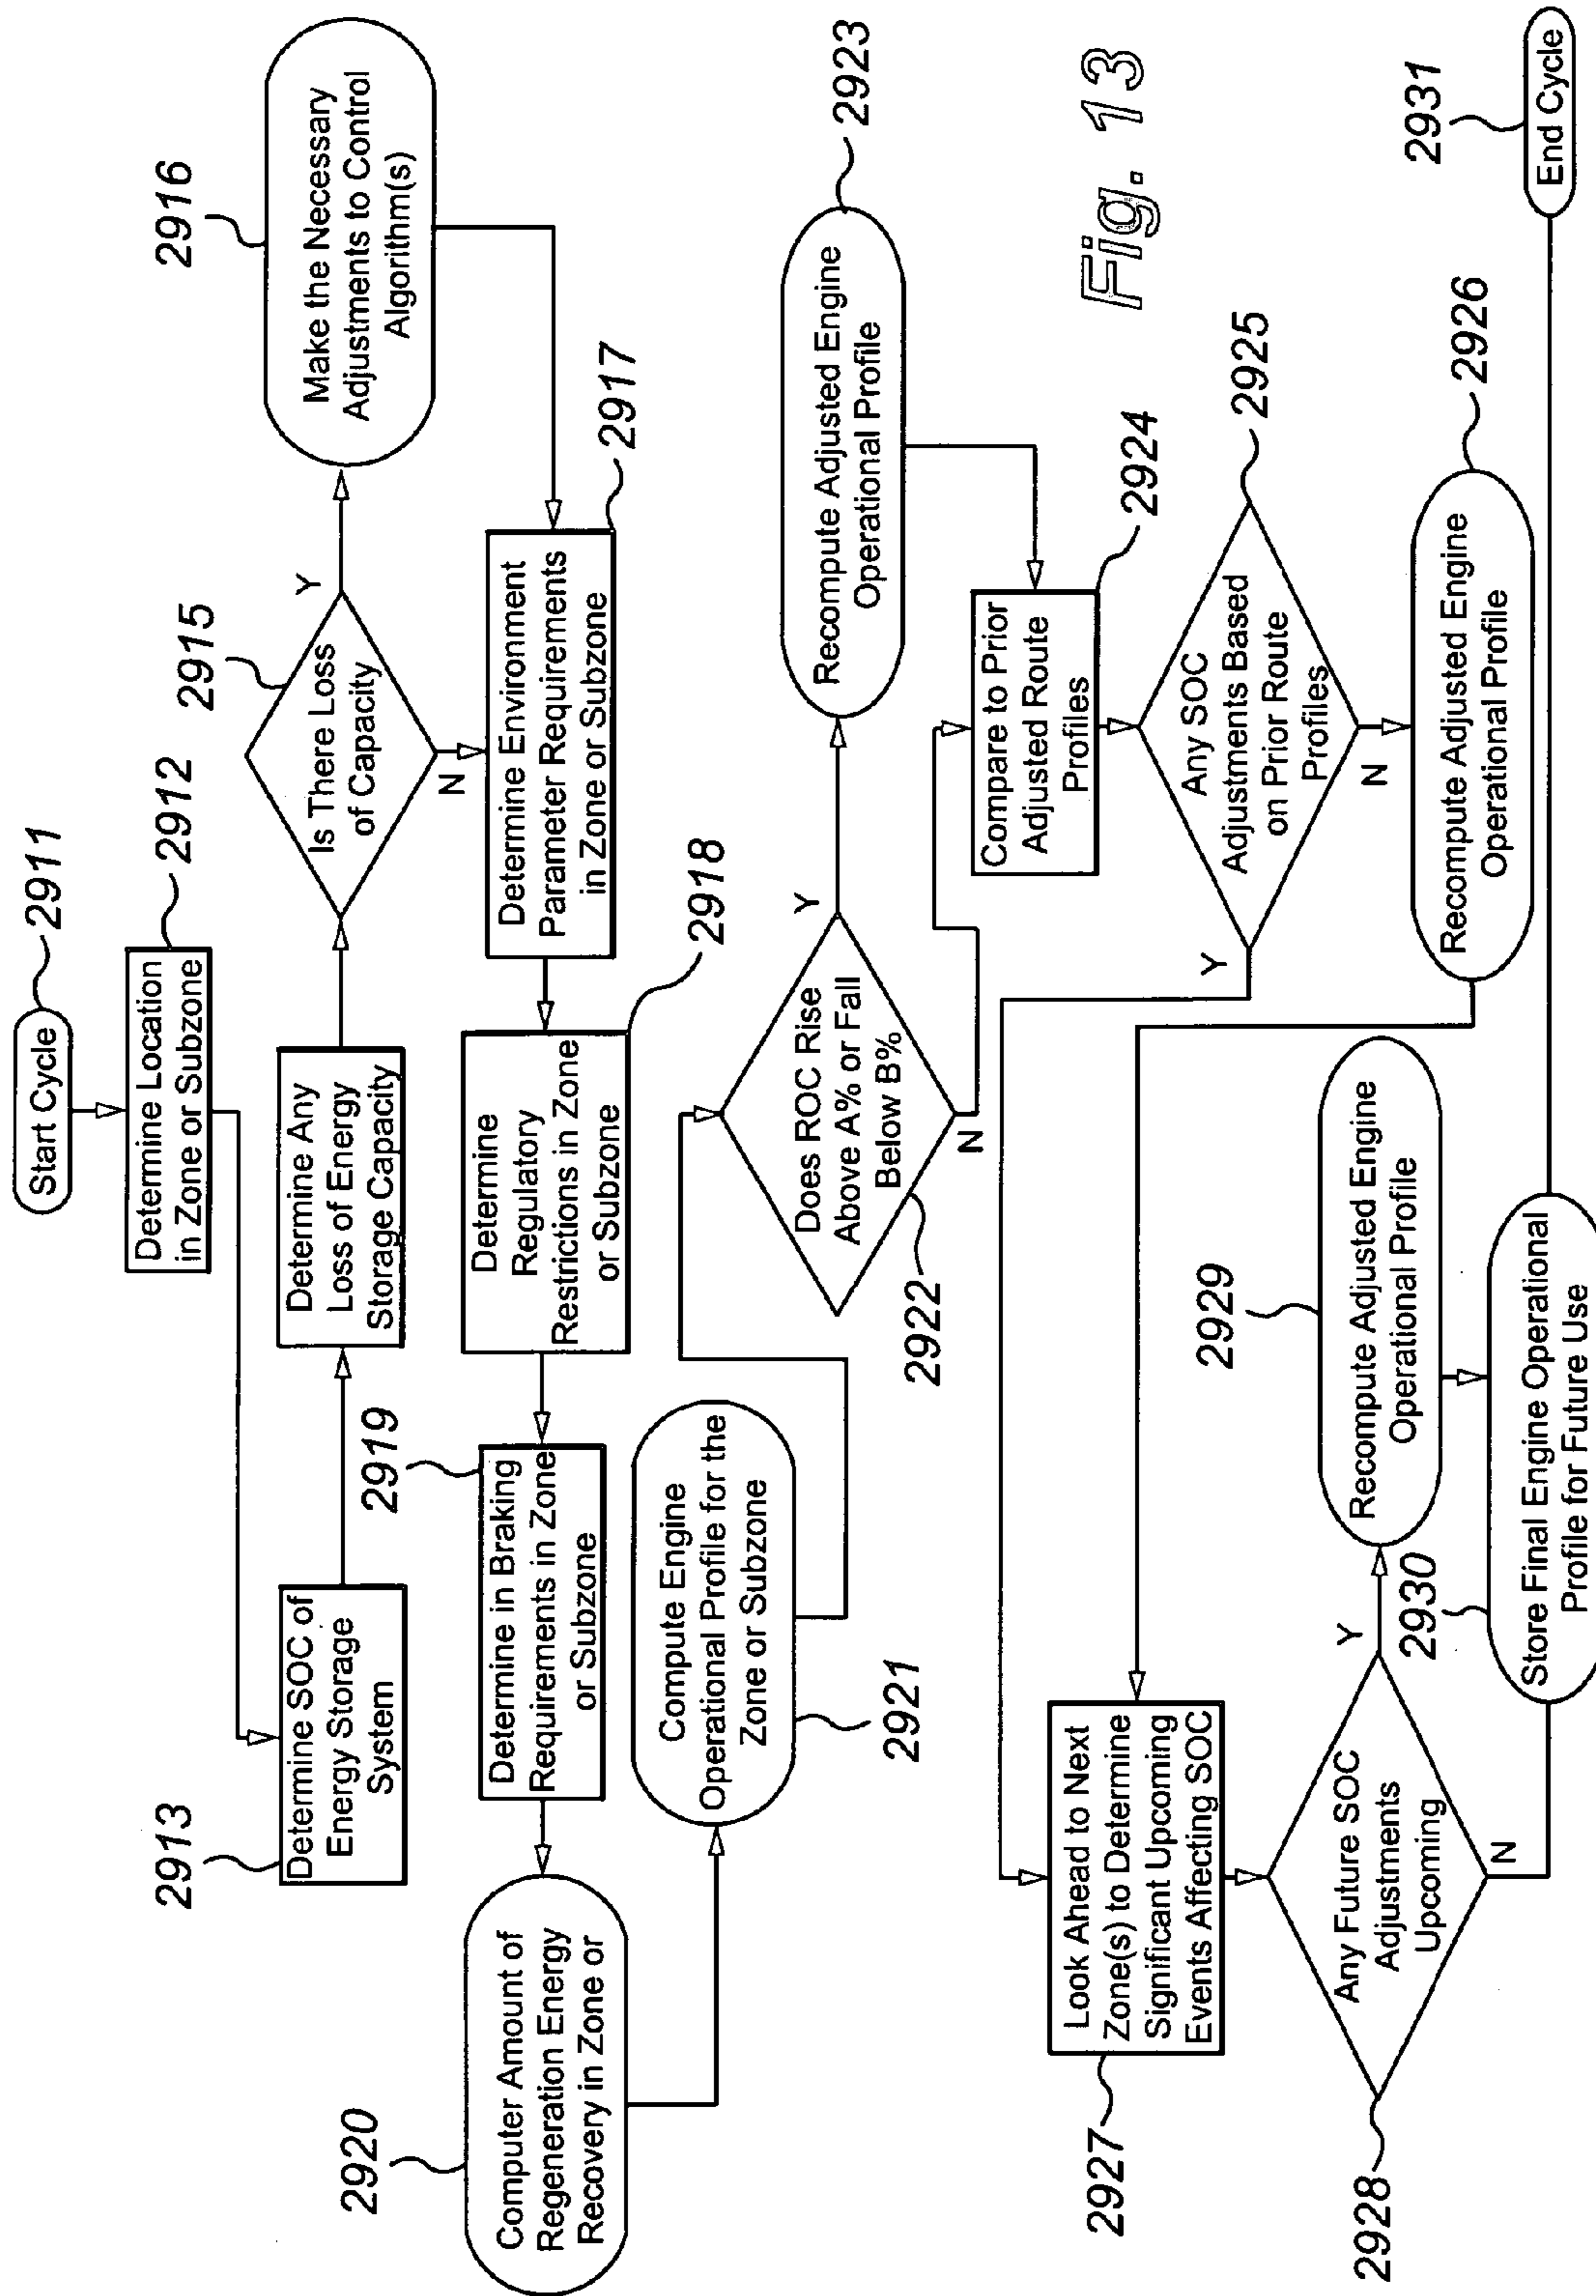 2911
Start Cycle
2912
Determine Location
in Zone or Subzone
2913
Determine SOC of
Energy Storage
System
Determine Any
Loss of Energy
Storage Capacity
2915
Is There Loss
of Capacity
Y
N
2916
Make the Necessary
Adjustments to Control
Algorithm(s)
2917
Determine Environment
Parameter Requirements
in Zone or Subzone
2918
Determine
Regulatory
Restrictions in Zone
or Subzone
2919
Determine in Braking
Requirements in Zone
or Subzone
2920
Computer Amount of
Regeneration Energy
Recovery in Zone or
Compute Engine
Operational Profile for the
Zone or Subzone
2921
Does ROC Rise
Above A% or Fall
Below B%
Y
N
2922
2923
Recompute Adjusted Engine
Operational Profile
2924
Compare to Prior
Adjusted Route
Profiles
2925
Any SOC
Adjustments Based
on Prior Route
Profiles
Y
N
2926
Recompute Adjusted Engine
Operational Profile
Look Ahead to Next
Zone(s) to Determine
Significant Upcoming
Events Affecting SOC
2927
Any Future SOC
Adjustments
Upcoming
Y
N
2928
2929
Recompute Adjusted Engine
Operational Profile
2930
Store Final Engine Operational
Profile for Future Use
2931
End Cycle
Fig. 13